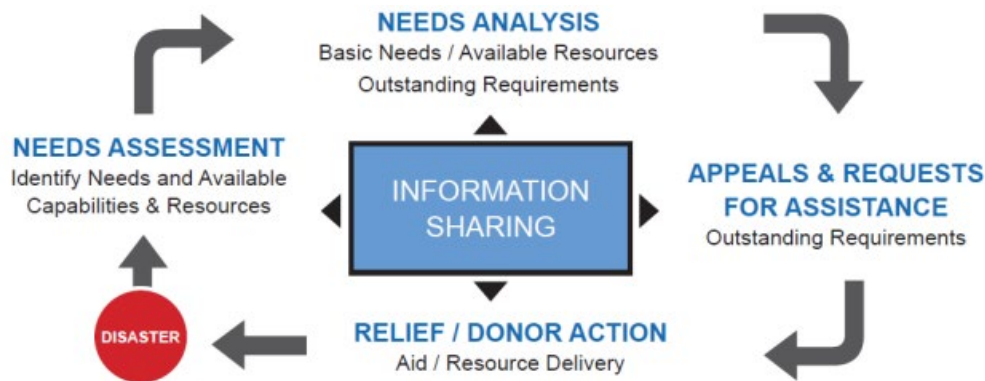 NEEDS ANALYSIS
Basic Needs / Available Resources
Outstanding Requirements
NEEDS ASSESSMENT
Identify Needs and Available
Capabilities & Resources
INFORMATION
SHARING
APPEALS & REQUESTS
FOR ASSISTANCE
Outstanding Requirements
DISASTER
RELIEF / DONOR ACTION
Aid / Resource Delivery